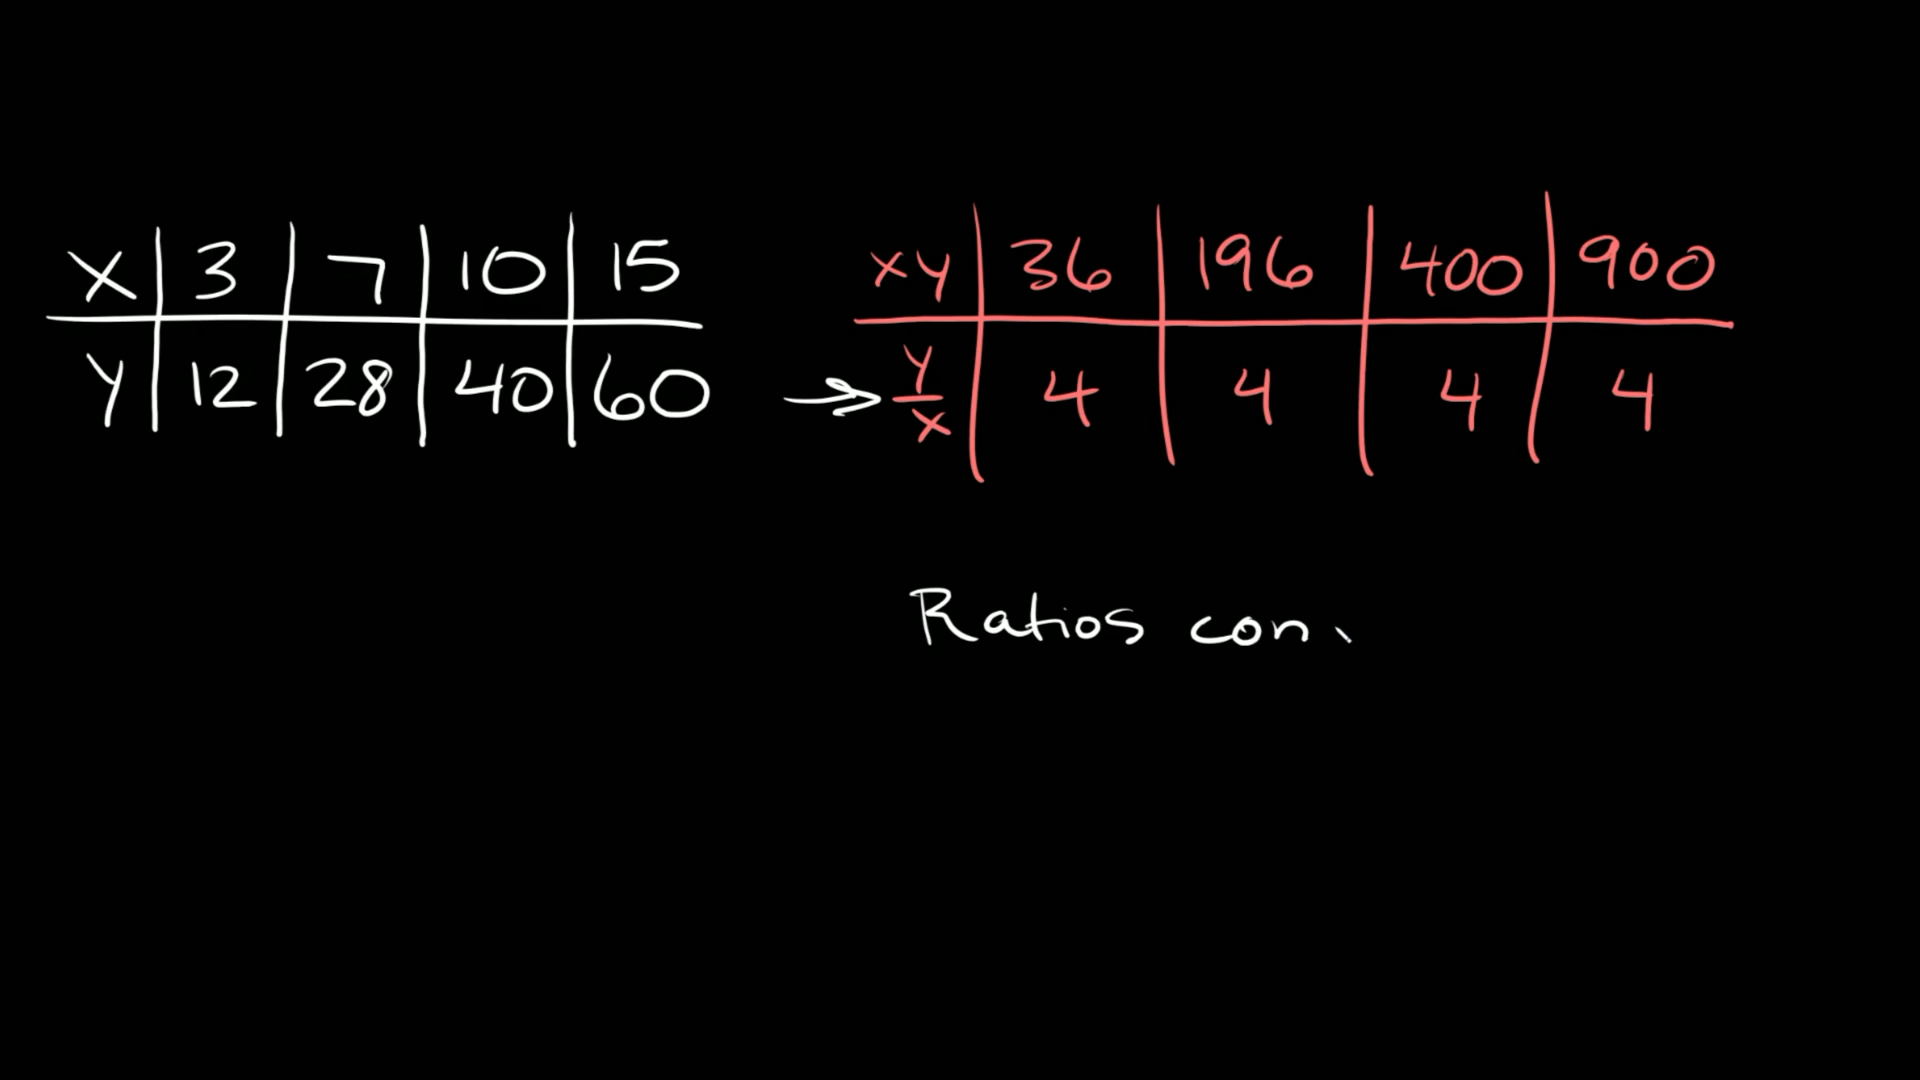 X 3 7 10 15
Y 12 28 40 60
xy 36 196 400 900
→ y/x 4 4 4 4
Ratios con